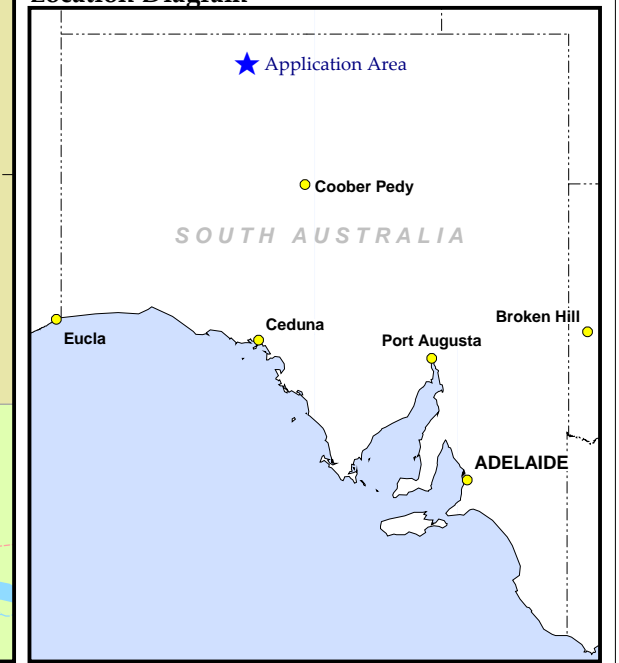 Location Diagram
Application Area
Coober Pedy
SOUTH AUSTRALIA
Broken Hill
Ceduna
Eucla
Port Augusta
ADELAIDE